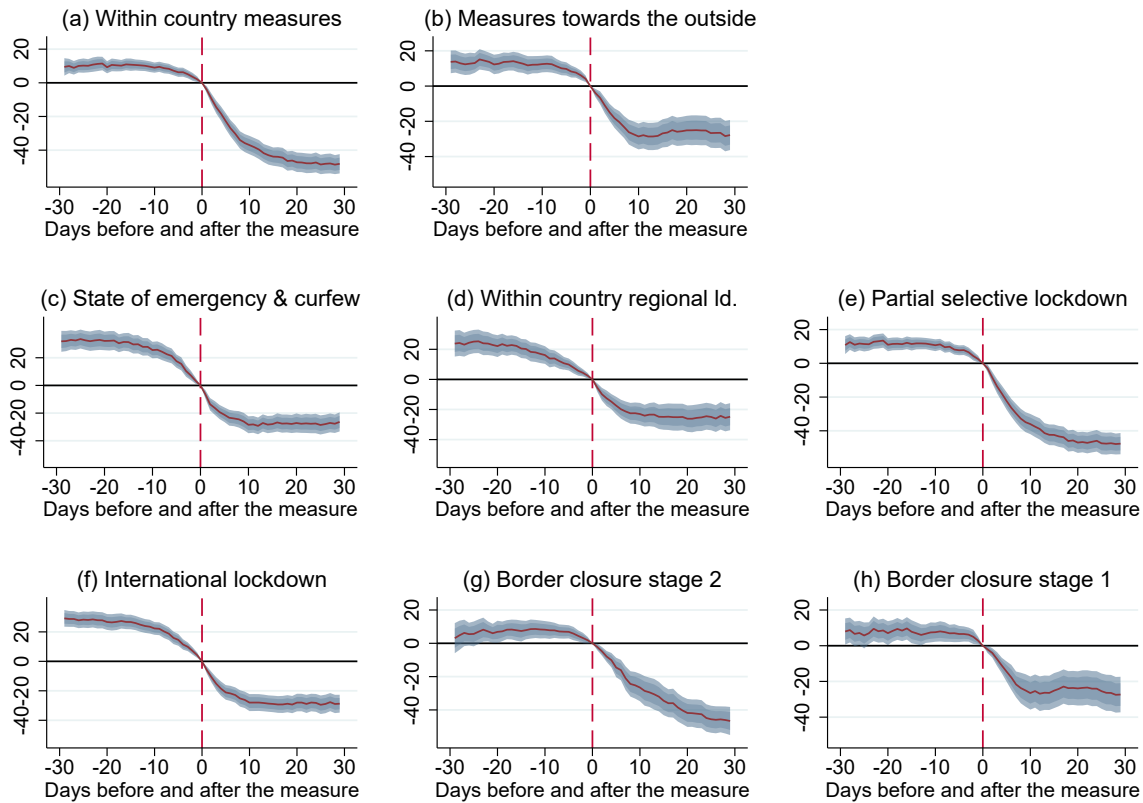 (a) Within country measures
20
0
-20
-40
-30 -20 -10 0 10 20 30
Days before and after the measure
(b) Measures towards the outside
20
0
-20
-40
-30 -20 -10 0 10 20 30
Days before and after the measure
(c) State of emergency & curfew
20
0
-20
-40
-30 -20 -10 0 10 20 30
Days before and after the measure
(d) Within country regional ld.
20
0
-20
-40
-30 -20 -10 0 10 20 30
Days before and after the measure
(e) Partial selective lockdown
20
0
-20
-40
-30 -20 -10 0 10 20 30
Days before and after the measure
(f) International lockdown
20
0
-20
-40
-30 -20 -10 0 10 20 30
Days before and after the measure
(g) Border closure stage 2
20
0
-20
-40
-30 -20 -10 0 10 20 30
Days before and after the measure
(h) Border closure stage 1
20
0
-20
-40
-30 -20 -10 0 10 20 30
Days before and after the measure